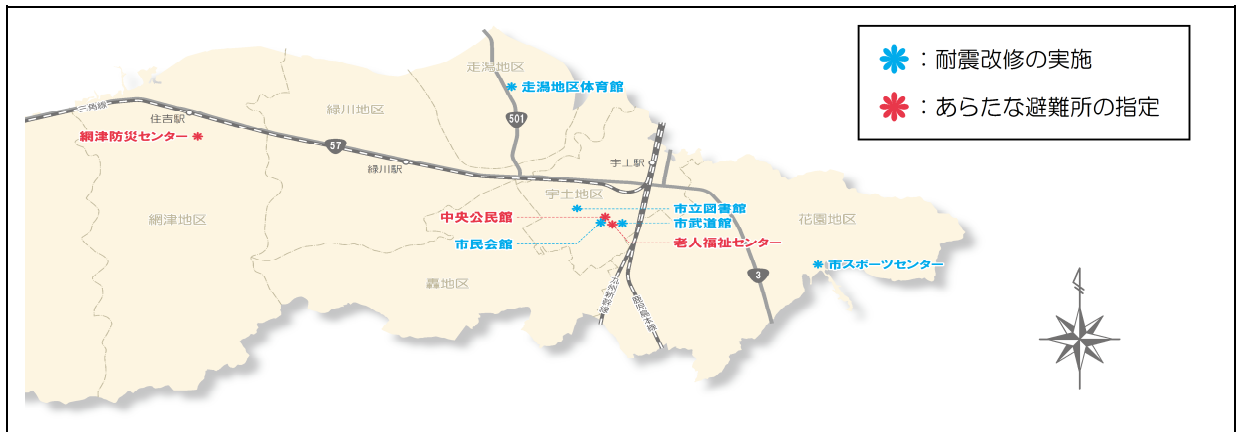 ：耐震改修の実施
：あらたな避難所の指定
走潟地区
走潟地区体育館
緑川地区
三角線
住吉駅
網津防災センター
501
57
緑川駅
宇土駅
宇土地区
網津地区
中央公民館
市立図書館
市武道館
花園地区
市民会館
老人福祉センター
市スポーツセンター
3
轟地区
九州新幹線
鹿児島本線